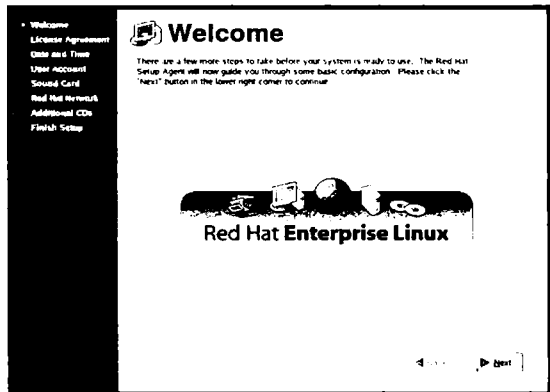 Welcome
License Agreement
Date and Time
User Account
Sound Card
Red Hat Network
Additional CDs
Finish Setup
Welcome
There are a few more steps to take before your system is ready to use. The Red Hat
Setup Agent will now guide you through some basic configuration. Please click the
"Next" button in the lower right corner to continue
Red Hat Enterprise Linux
Next